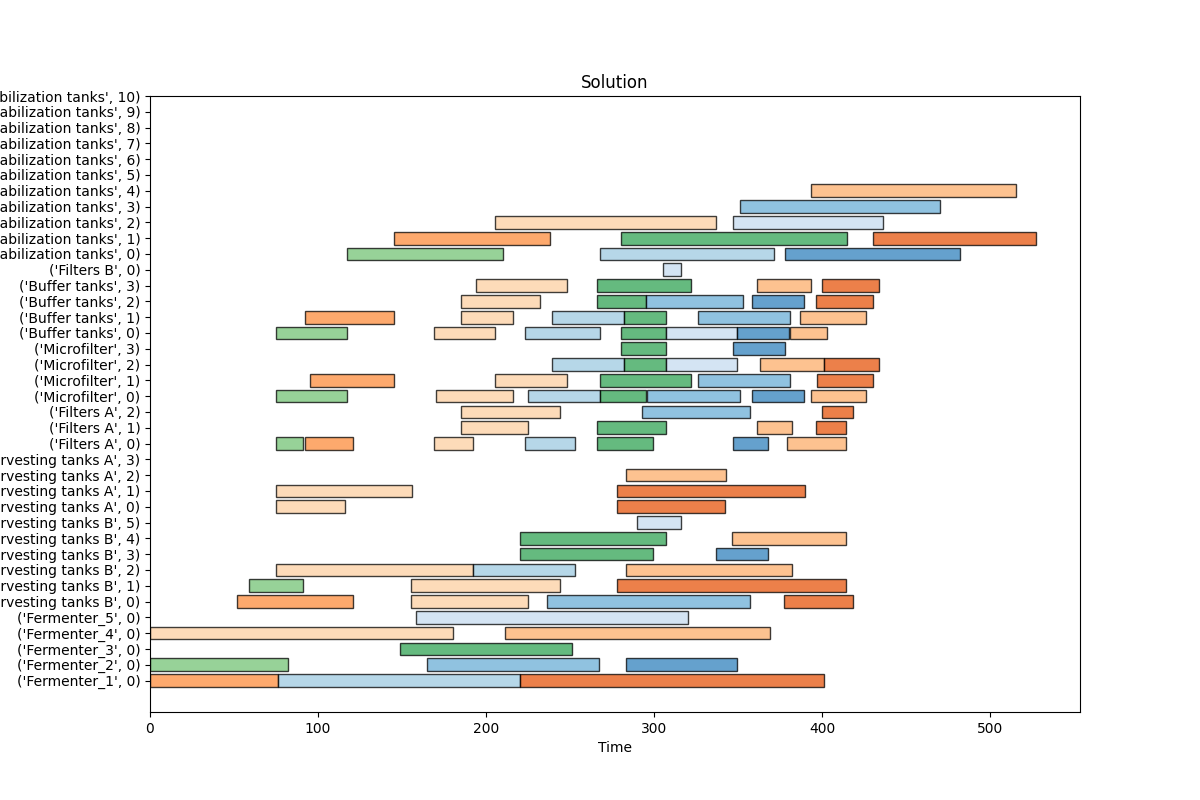 Solution
bilization tanks', 10)
abilization tanks', 9)
abilization tanks', 8)
abilization tanks', 7)
abilization tanks', 6)
abilization tanks', 5)
abilization tanks', 4)
abilization tanks', 3)
abilization tanks', 2)
abilization tanks', 1)
abilization tanks', 0)
('Filters B', 0)
('Buffer tanks', 3)
('Buffer tanks', 2)
('Buffer tanks', 1)
('Buffer tanks', 0)
('Microfilter', 3)
('Microfilter', 2)
('Microfilter', 1)
('Microfilter', 0)
('Filters A', 2)
('Filters A', 1)
('Filters A', 0)
rvesting tanks A', 3)
rvesting tanks A', 2)
rvesting tanks A', 1)
rvesting tanks A', 0)
rvesting tanks B', 5)
rvesting tanks B', 4)
rvesting tanks B', 3)
rvesting tanks B', 2)
rvesting tanks B', 1)
rvesting tanks B', 0)
('Fermenter_5', 0)
('Fermenter_4', 0)
('Fermenter_3', 0)
('Fermenter_2', 0)
('Fermenter_1', 0)
0 100 200 300 400 500
Time